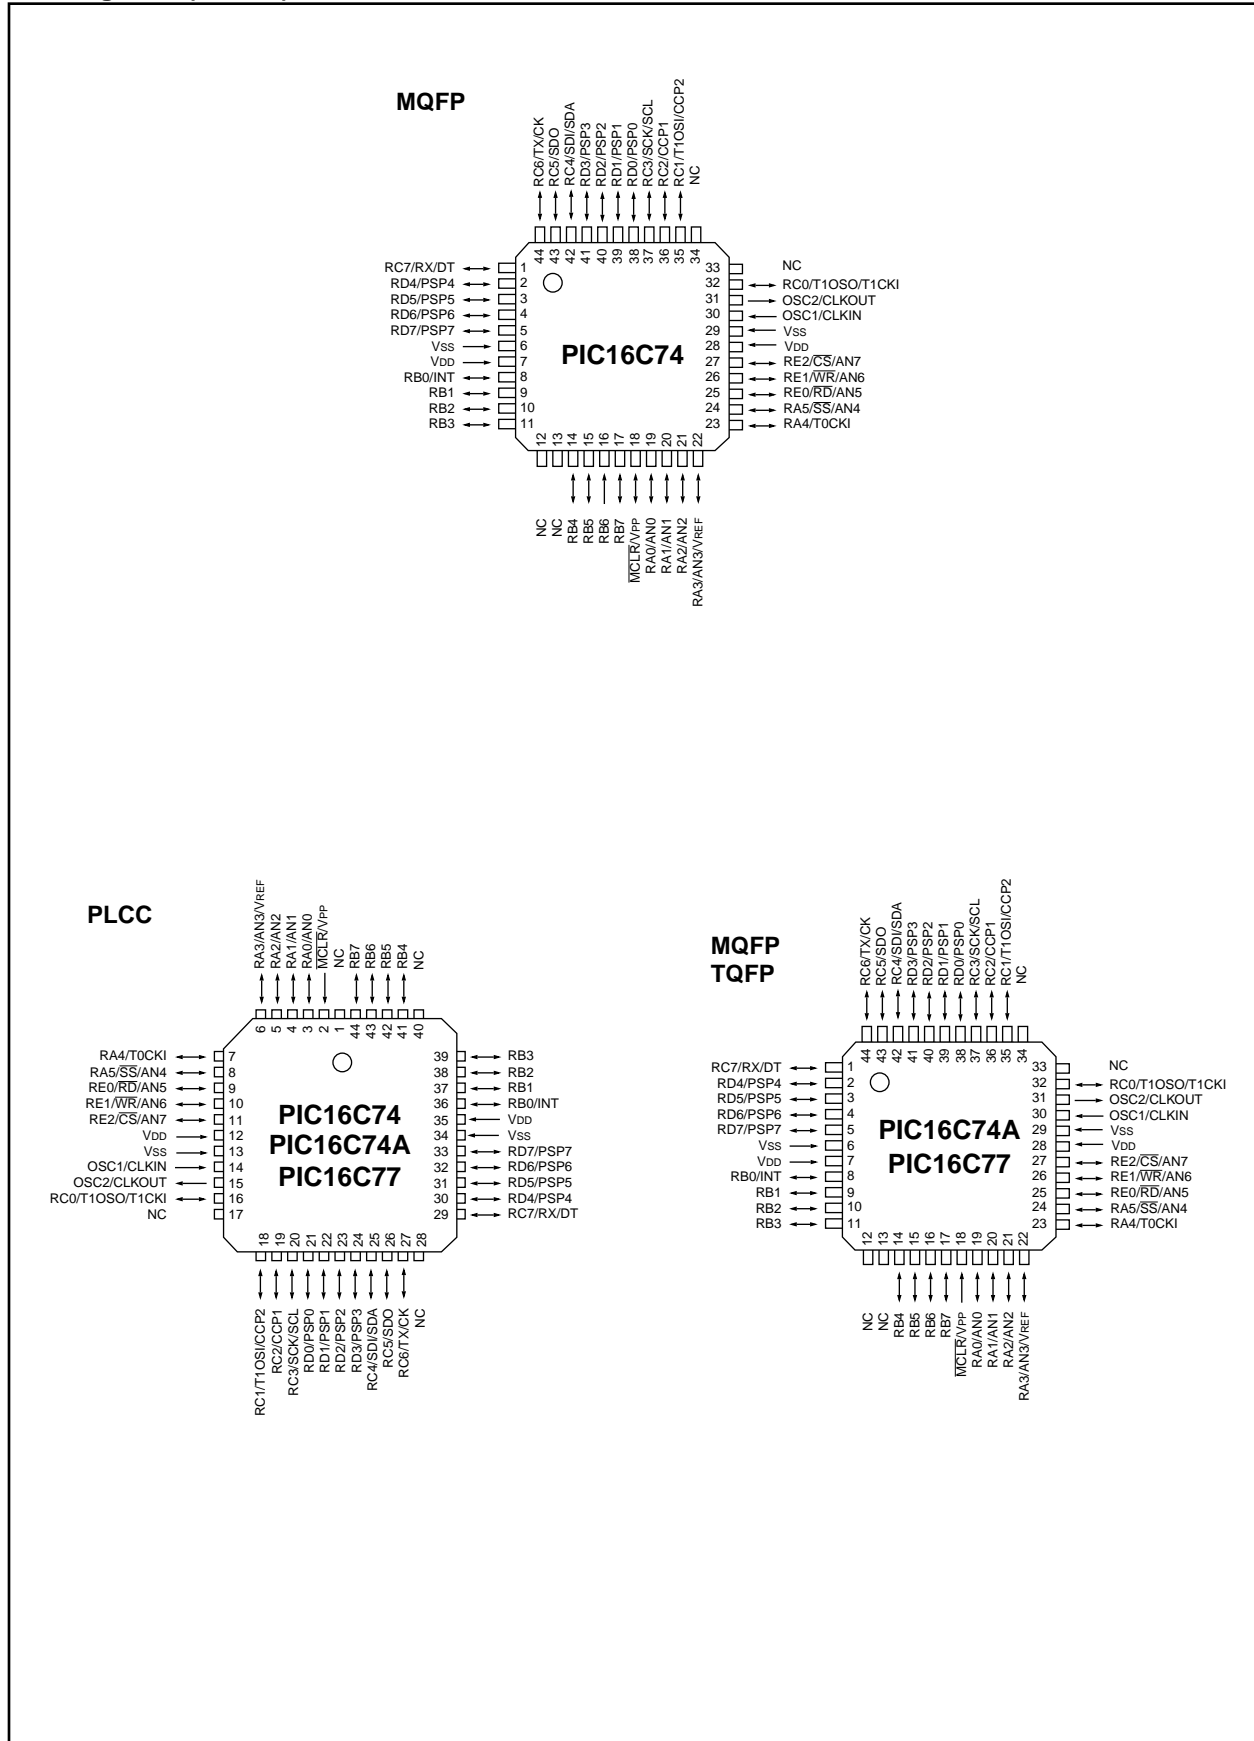 MQFP
RC6/TX/CK
RC5/SDO
RC4/SDI/SDA
RD3/PSP3
RD2/PSP2
RD1/PSP1
RD0/PSP0
RC3/SCK/SCL
RC2/CCP1
RC1/T1OSI/CCP2
NC
44 43 42 41 40 39 38 37 36 35 34
RC7/RX/DT 1 33 NC
RD4/PSP4 2 32 RC0/T1OSO/T1CKI
RD5/PSP5 3 31 OSC2/CLKOUT
RD6/PSP6 4 30 OSC1/CLKIN
RD7/PSP7 5 29 VSS
VSS 6 28 VDD
VDD 7 27 RE2/CS/AN7
RB0/INT 8 26 RE1/WR/AN6
RB1 9 25 RE0/RD/AN5
RB2 10 24 RA5/SS/AN4
RB3 11 23 RA4/T0CKI
PIC16C74
12 13 14 15 16 17 18 19 20 21 22
NC
NC
RB4
RB5
RB6
RB7
MCLR/VPP
RA0/AN0
RA1/AN1
RA2/AN2
RA3/AN3/VREF
PLCC
RA3/AN3/VREF
RA2/AN2
RA1/AN1
RA0/AN0
MCLR/VPP
NC
RB7
RB6
RB5
RB4
NC
6 5 4 3 2 1 44 43 42 41 40
RA4/T0CKI 7 39 RB3
RA5/SS/AN4 8 38 RB2
RE0/RD/AN5 9 37 RB1
RE1/WR/AN6 10 36 RB0/INT
RE2/CS/AN7 11 35 VDD
VDD 12 34 VSS
VSS 13 33 RD7/PSP7
OSC1/CLKIN 14 32 RD6/PSP6
OSC2/CLKOUT 15 31 RD5/PSP5
RC0/T1OSO/T1CKI 16 30 RD4/PSP4
NC 17 29 RC7/RX/DT
PIC16C74
PIC16C74A
PIC16C77
18 19 20 21 22 23 24 25 26 27 28
RC1/T1OSI/CCP2
RC2/CCP1
RC3/SCK/SCL
RD0/PSP0
RD1/PSP1
RD2/PSP2
RD3/PSP3
RC4/SDI/SDA
RC5/SDO
RC6/TX/CK
NC
MQFP
TQFP
RC6/TX/CK
RC5/SDO
RC4/SDI/SDA
RD3/PSP3
RD2/PSP2
RD1/PSP1
RD0/PSP0
RC3/SCK/SCL
RC2/CCP1
RC1/T1OSI/CCP2
NC
44 43 42 41 40 39 38 37 36 35 34
RC7/RX/DT 1 33 NC
RD4/PSP4 2 32 RC0/T1OSO/T1CKI
RD5/PSP5 3 31 OSC2/CLKOUT
RD6/PSP6 4 30 OSC1/CLKIN
RD7/PSP7 5 29 VSS
VSS 6 28 VDD
VDD 7 27 RE2/CS/AN7
RB0/INT 8 26 RE1/WR/AN6
RB1 9 25 RE0/RD/AN5
RB2 10 24 RA5/SS/AN4
RB3 11 23 RA4/T0CKI
PIC16C74A
PIC16C77
12 13 14 15 16 17 18 19 20 21 22
NC
NC
RB4
RB5
RB6
RB7
MCLR/VPP
RA0/AN0
RA1/AN1
RA2/AN2
RA3/AN3/VREF